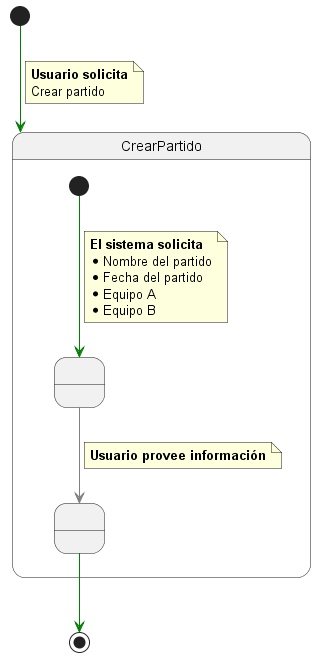 Usuario solicita
Crear partido
CrearPartido
El sistema solicita
• Nombre del partido
• Fecha del partido
• Equipo A
• Equipo B
Usuario provee información